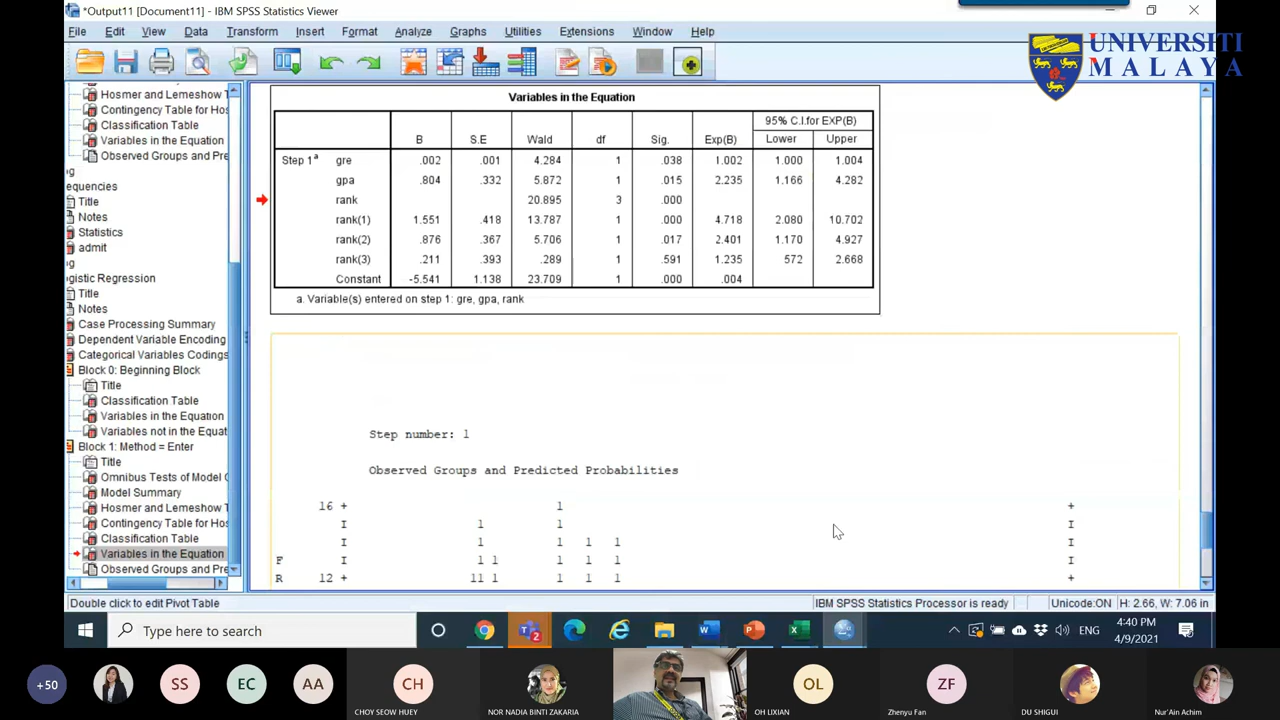 *Output11 [Document11] - IBM SPSS Statistics Viewer
File Edit View Data Transform Insert Format Analyze Graphs Utilities Extensions Window Help
UNIVERSITI
MALAYA
Hosmer and Lemeshow T
Contingency Table for Hos
Classification Table
Variables in the Equation
Observed Groups and Pre
og
equencies
Title
Notes
Statistics
admit
og
gistic Regression
Title
Notes
Case Processing Summary
Dependent Variable Encoding
Categorical Variables Codings
Block 0: Beginning Block
Title
Classification Table
Variables in the Equation
Variables not in the Equat
Block 1: Method = Enter
Title
Omnibus Tests of Model C
Model Summary
Hosmer and Lemeshow T
Contingency Table for Hos
Classification Table
Variables in the Equation
Observed Groups and Pre
Variables in the Equation
95% C.I.for EXP(B)
B S.E Wald df Sig. Exp(B) Lower Upper
Step 1a gre .002 .001 4.284 1 .038 1.002 1.000 1.004
gpa .804 .332 5.872 1 .015 2.235 1.166 4.282
rank 20.895 3 .000
rank(1) 1.551 .418 13.787 1 .000 4.718 2.080 10.702
rank(2) .876 .367 5.706 1 .017 2.401 1.170 4.927
rank(3) .211 .393 .289 1 .591 1.235 572 2.668
Constant -5.541 1.138 23.709 1 .000 .004
a. Variable(s) entered on step 1: gre, gpa, rank
Step number: 1
Observed Groups and Predicted Probabilities
16 + 1 +
I 1 1 I
I 1 1 1 1 I
F I 1 1 1 1 1 I
R 12 + 11 1 1 1 1 +
Double click to edit Pivot Table IBM SPSS Statistics Processor is ready Unicode:ON H: 2.66, W: 7.06 in
Type here to search
ENG
4:40 PM
4/9/2021
+50 SS EC AA CH OL ZF
CHOY SEOW HUEY NOR NADIA BINTI ZAKARIA OH LIXIAN Zhenyu Fan DU SHIGUI Nur'Ain Achim